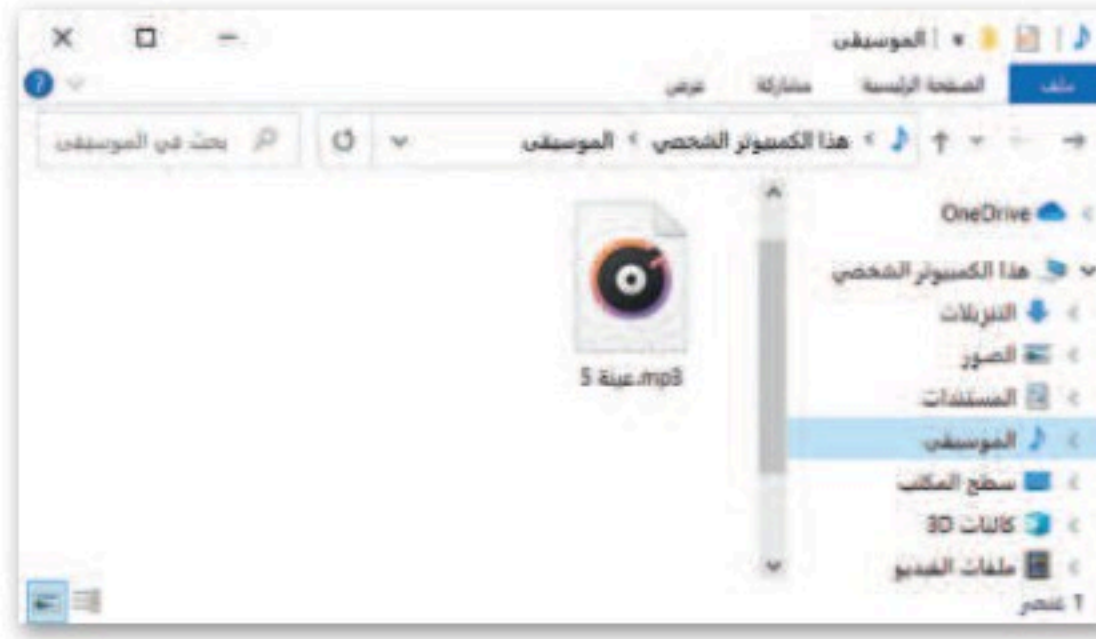 الموسيقى
ملف الصفحة الرئيسية مشاركة عرض
هذا الكمبيوتر الشخصي > الموسيقى
بحث في الموسيقى
OneDrive
هذا الكمبيوتر الشخصي
التنزيلات
الصور
المستندات
الموسيقى
سطح المكتب
كائنات 3D
ملفات الفيديو
عينة 5.mp3
1 عنصر